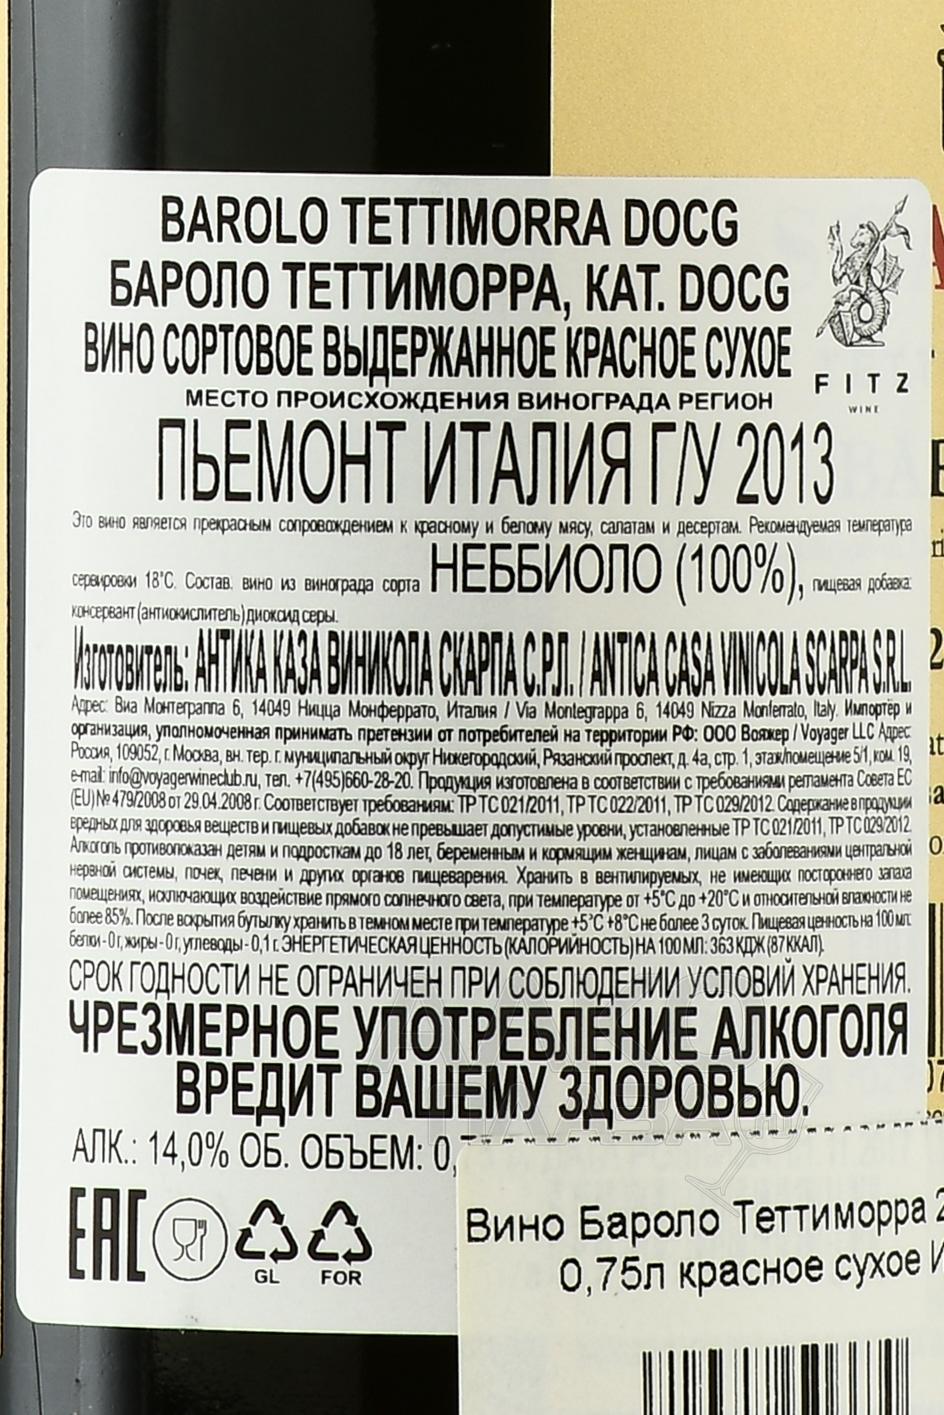 BAROLO TETTIMORRA DOCG
БАРОЛО ТЕТТИМОРРА, КАТ. DOCG
ВИНО СОРТОВОЕ ВЫДЕРЖАННОЕ КРАСНОЕ СУХОЕ
FITZ
WINE
МЕСТО ПРОИСХОЖДЕНИЯ ВИНОГРАДА РЕГИОН
ПЬЕМОНТ ИТАЛИЯ Г/У 2013
Это вино является прекрасным сопровождением к красному и белому мясу, салатам и десертам. Рекомендуемая температура
сервировки 18°С. Состав: вино из винограда сорта НЕББИОЛО (100%), пищевая добавка:
консервант (антиокислитель) диоксид серы.
Изготовитель: АНТИКА КАЗА ВИНИКОЛА СКАРПА С.Р.Л. / ANTICA CASA VINICOLA SCARPA S.R.L.
Адрес: Виа Монтеграппа 6, 14049 Ницца Монферрато, Италия / Via Montegrappa 6, 14049 Nizza Monferrato, Italy. Импортёр и
организация, уполномоченная принимать претензии от потребителей на территории РФ: ООО Вояжер / Voyager LLC Адрес:
Россия, 109052, г. Москва, вн. тер. г. муниципальный округ Нижегородский, Рязанский проспект, д. 4а, стр. 1, этаж/помещение 5/1, ком. 19,
e-mail: info@voyagerwineclub.ru, тел. +7(495)660-28-20. Продукция изготовлена в соответствии с требованиями регламента Совета ЕС
(EU) № 479/2008 от 29.04.2008 г. Соответствует требованиям: ТР ТС 021/2011, ТР ТС 022/2011, ТР ТС 029/2012. Содержание в продукции
вредных для здоровья веществ и пищевых добавок не превышает допустимые уровни, установленные ТР ТС 021/2011, ТР ТС 029/2012.
Алкоголь противопоказан детям и подросткам до 18 лет, беременным и кормящим женщинам, лицам с заболеваниями центральной
нервной системы, почек, печени и других органов пищеварения. Хранить в вентилируемых, не имеющих постороннего запаха
помещениях, исключающих воздействие прямого солнечного света, при температуре от +5°С до +20°С и относительной влажности не
более 85%. После вскрытия бутылку хранить в темном месте при температуре +5°С +8°С не более 3 суток. Пищевая ценность на 100 мл:
белки - 0 г, жиры - 0 г, углеводы - 0,1 г. ЭНЕРГЕТИЧЕСКАЯ ЦЕННОСТЬ (КАЛОРИЙНОСТЬ) НА 100 МЛ: 363 КДЖ (87 ККАЛ).
СРОК ГОДНОСТИ НЕ ОГРАНИЧЕН ПРИ СОБЛЮДЕНИИ УСЛОВИЙ ХРАНЕНИЯ.
ЧРЕЗМЕРНОЕ УПОТРЕБЛЕНИЕ АЛКОГОЛЯ
ВРЕДИТ ВАШЕМУ ЗДОРОВЬЮ.
АЛК.: 14,0% ОБ. ОБЪЕМ: 0,
EAC
GL
FOR
Вино Бароло Теттиморра 2
0,75л красное сухое И